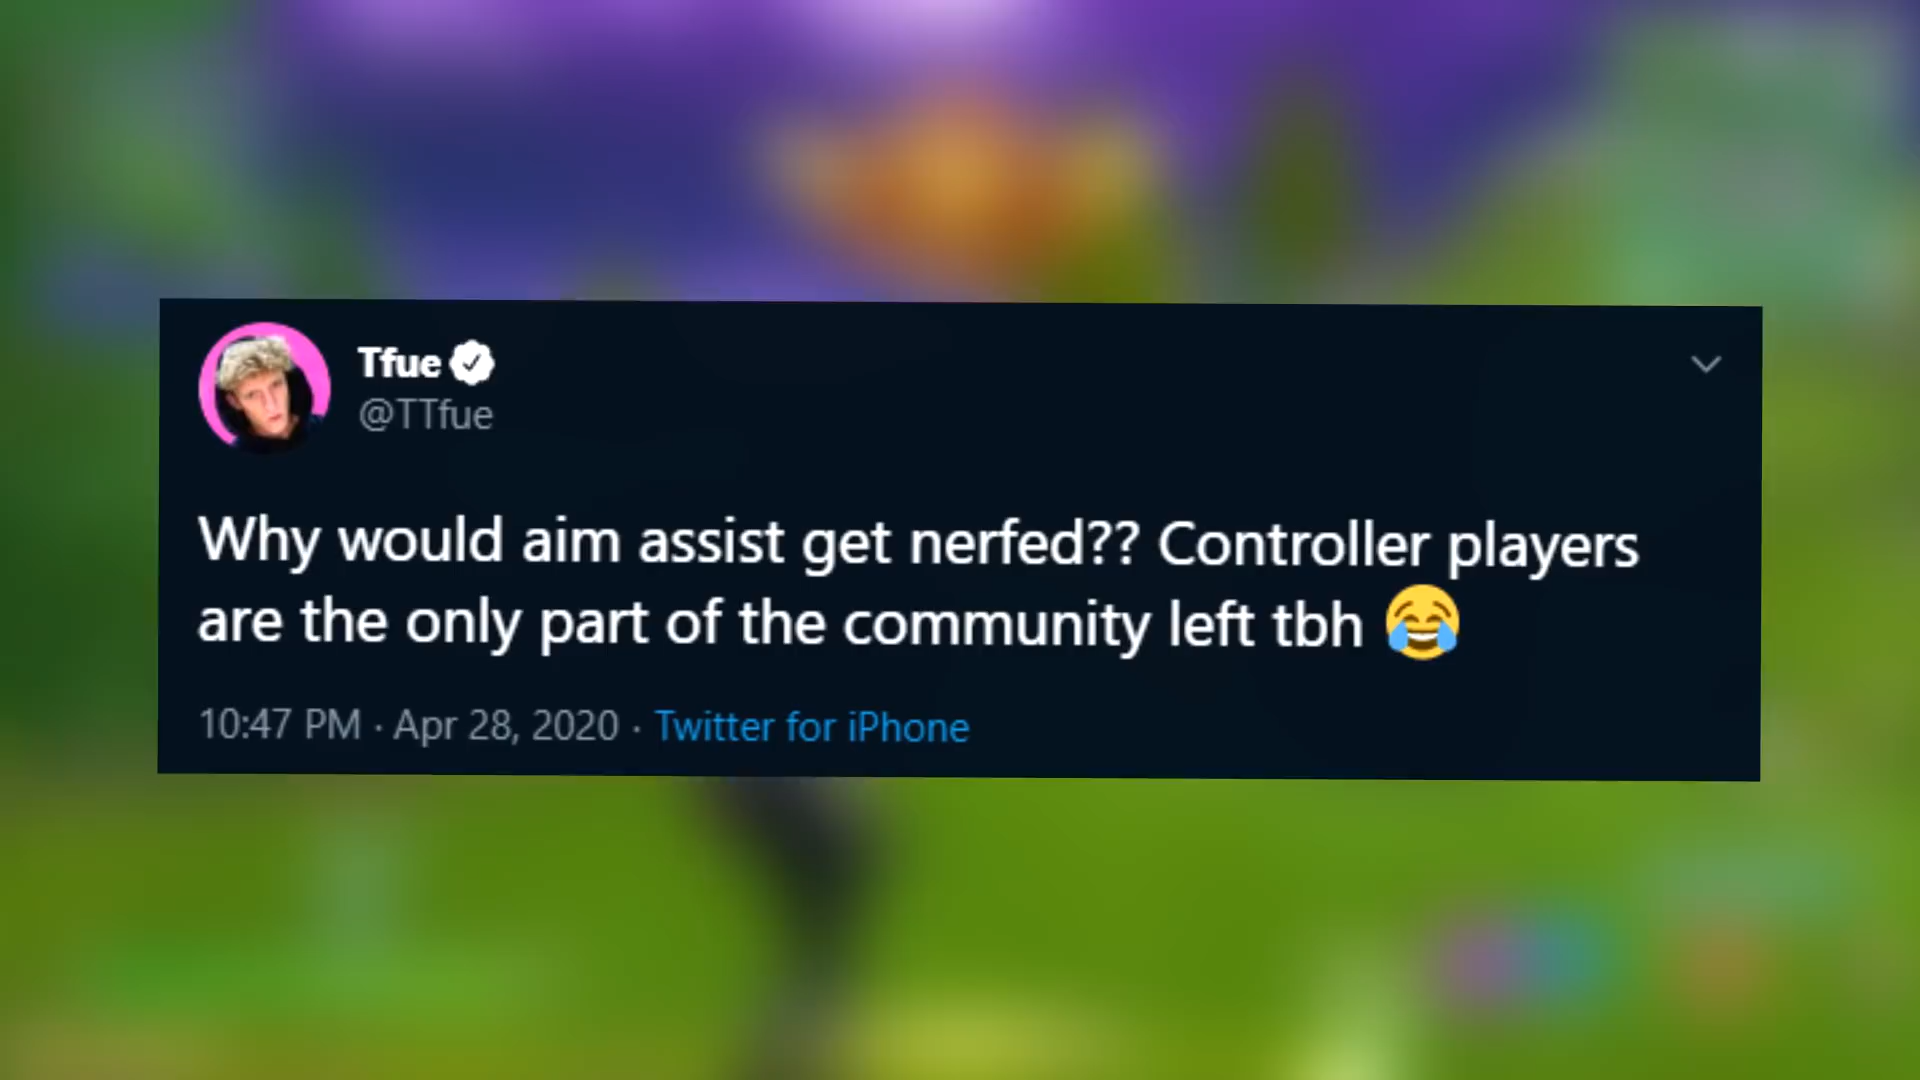 Tfue
@TTfue
Why would aim assist get nerfed?? Controller players
are the only part of the community left tbh 😂
10:47 PM · Apr 28, 2020 · Twitter for iPhone